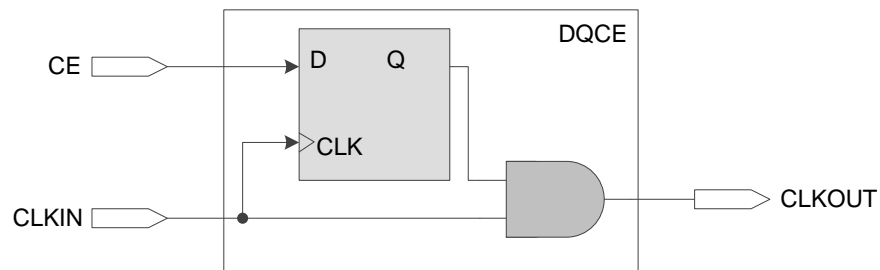 DQCE
CE
D Q
CLK
CLKIN
CLKOUT